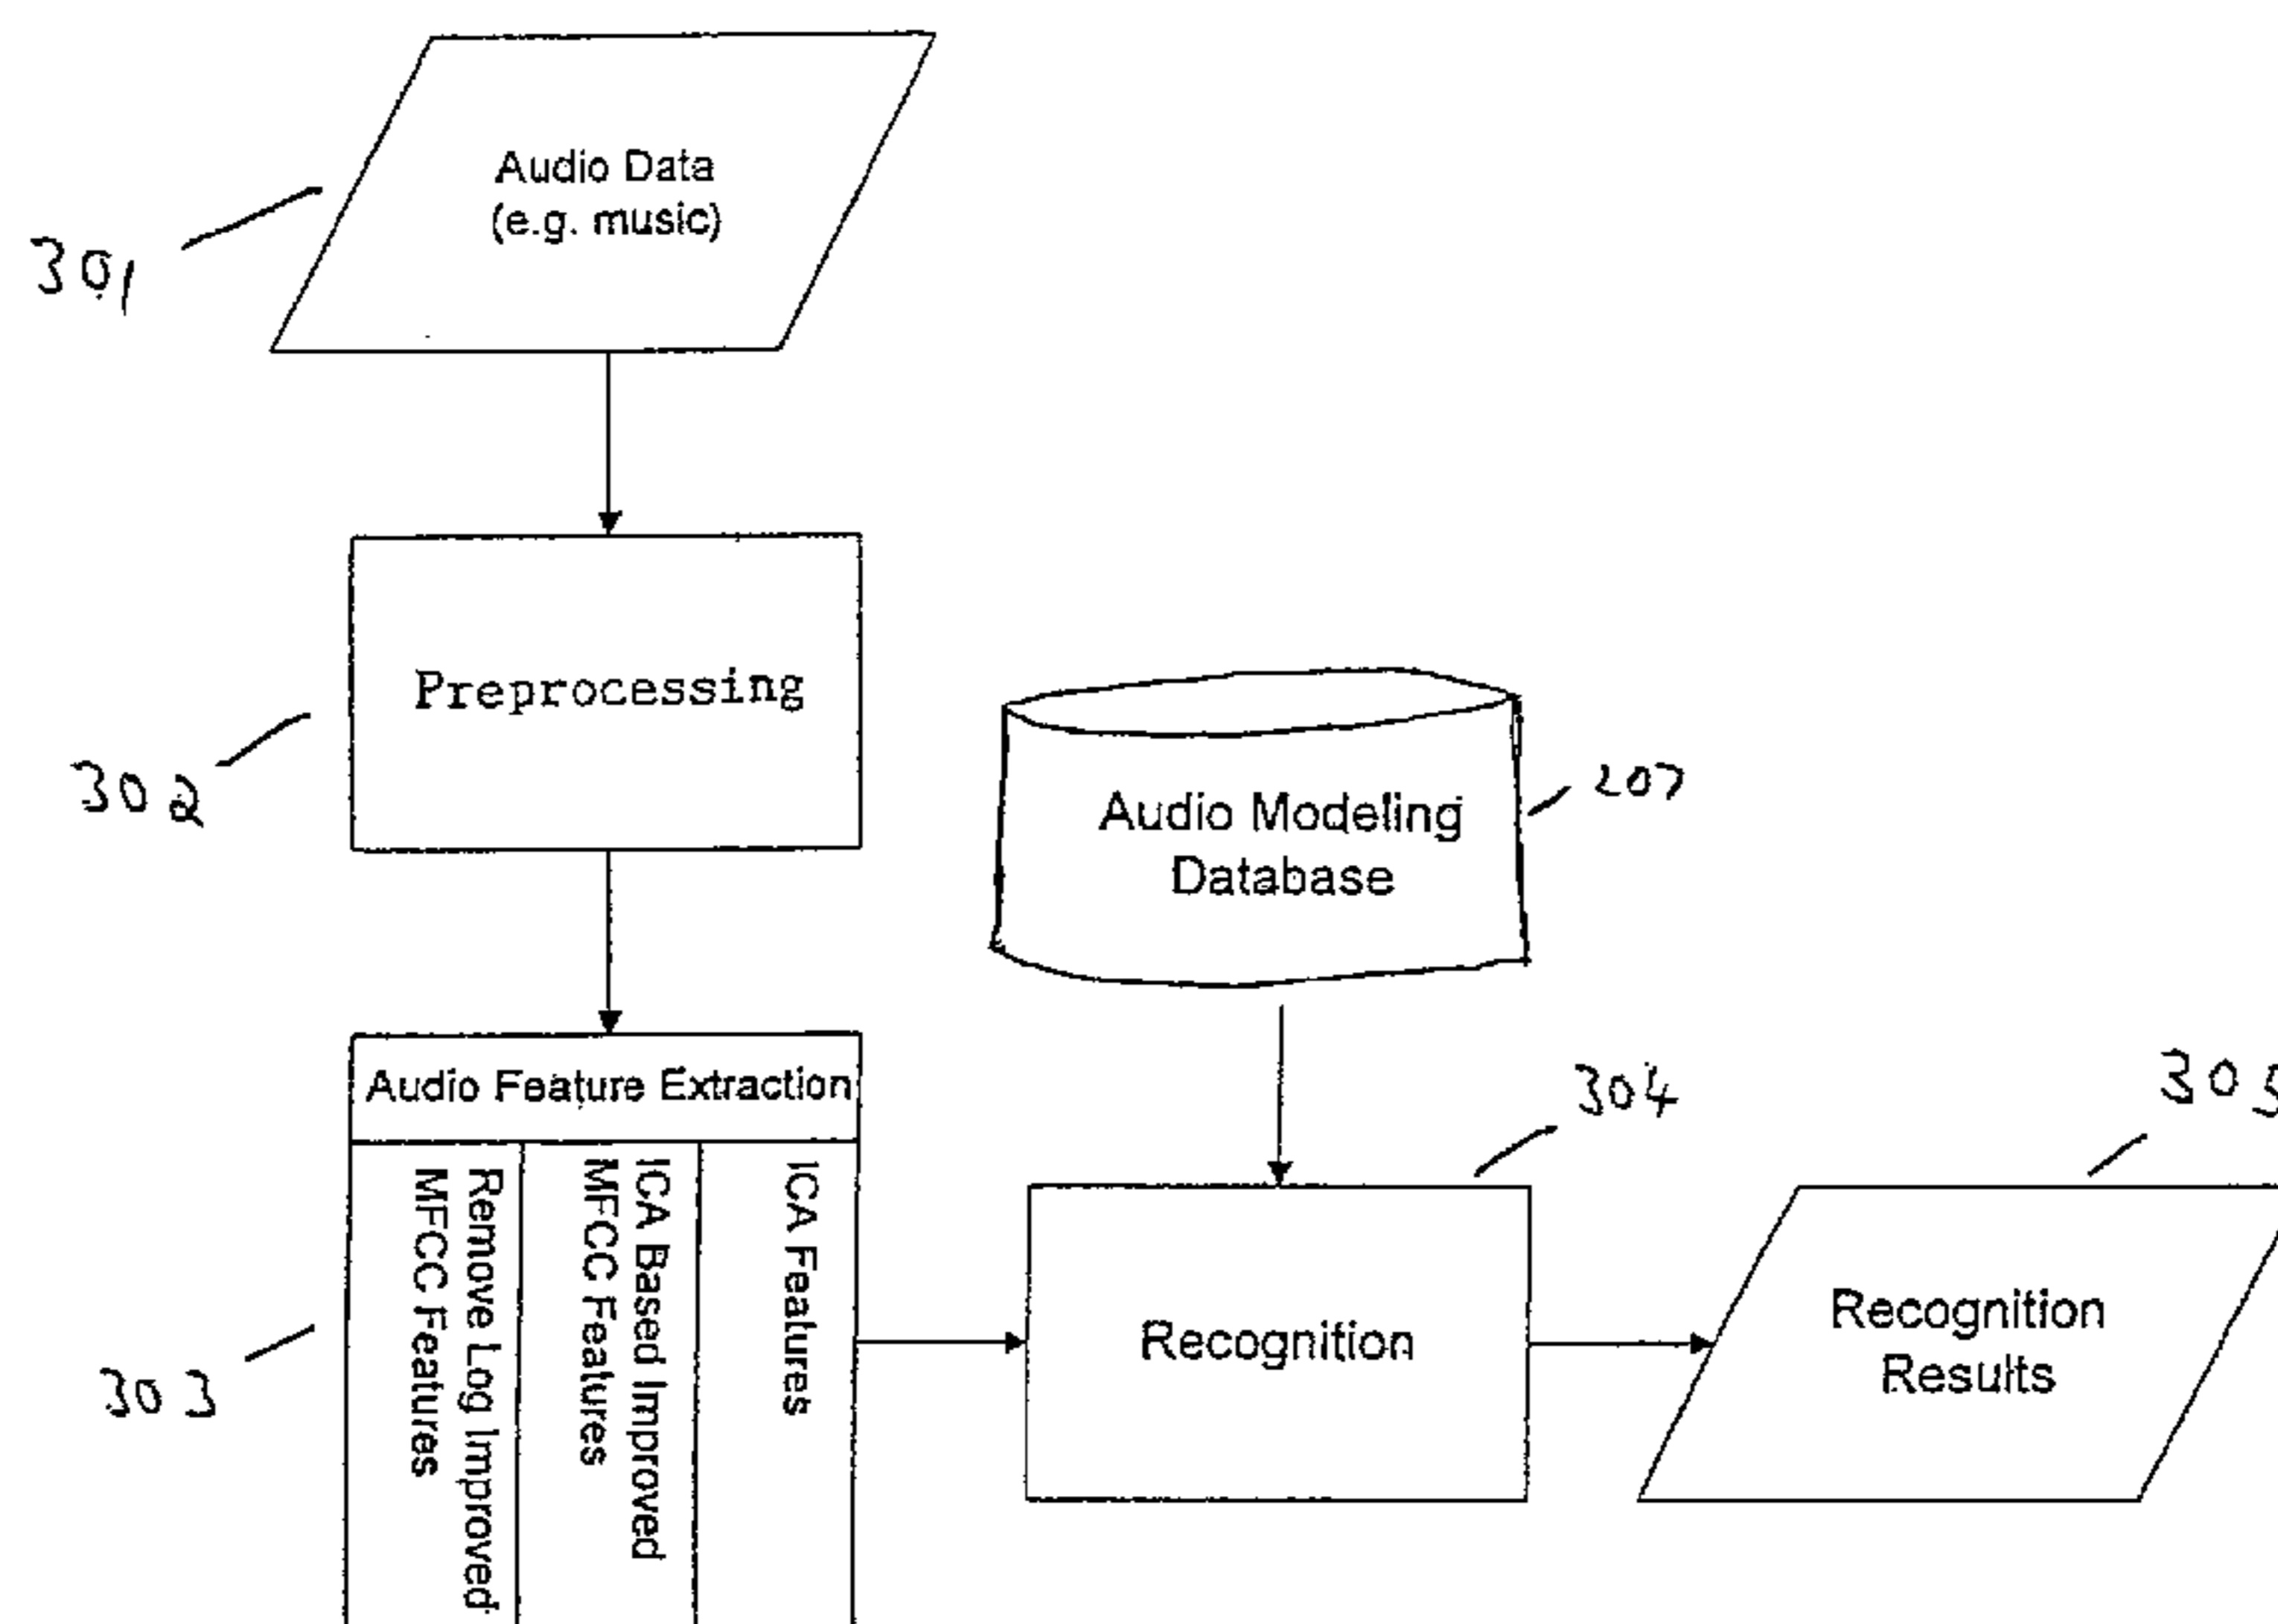 Audio Data
(e.g. music)
301
Preprocessing
302
Audio Modeling
Database
207
Audio Feature Extraction
Remove Log Improved
MFCC Features
ICA Based Improved
MFCC Features
ICA Features
303
304
Recognition
305
Recognition
Results